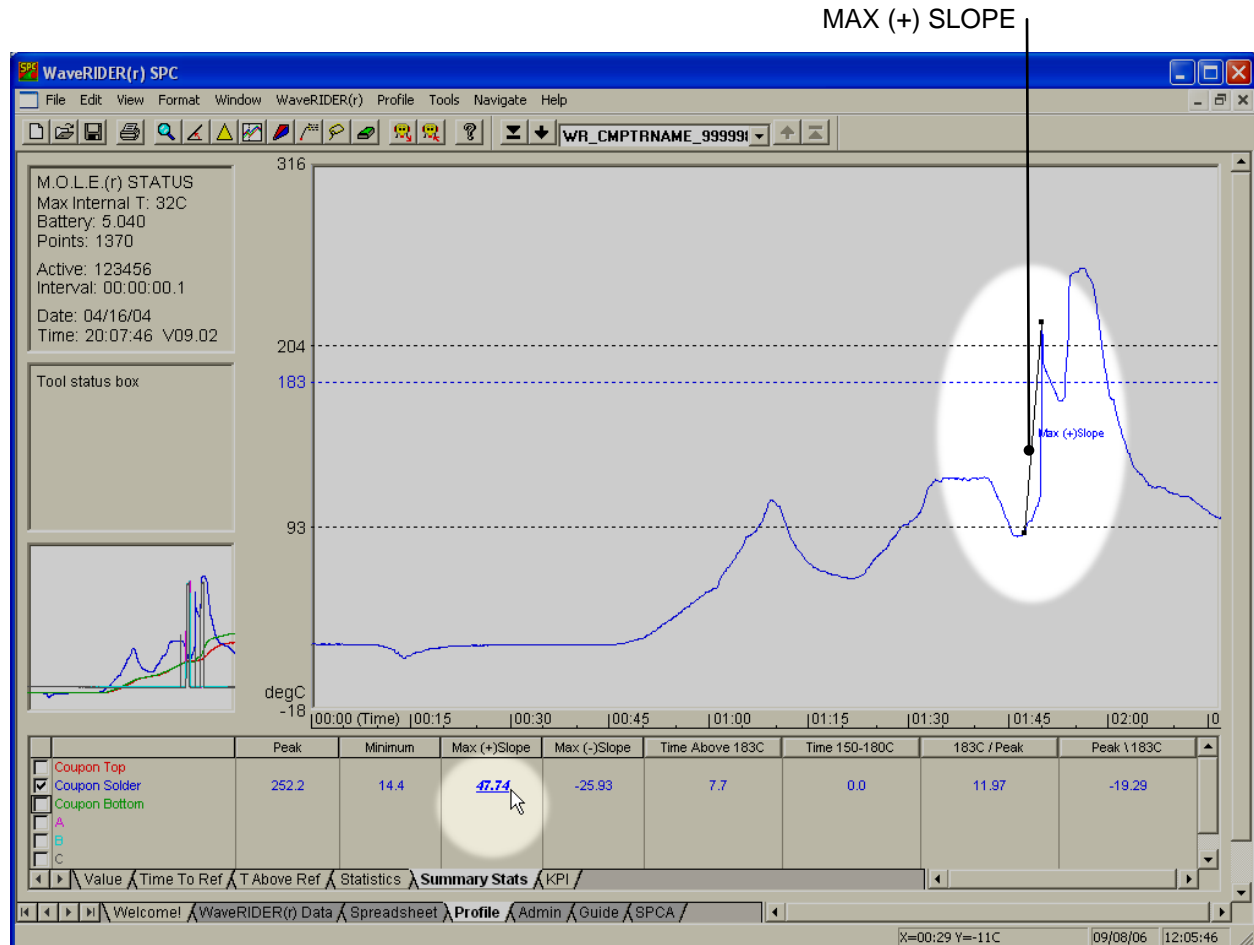 MAX (+) SLOPE
WaveRIDER(r) SPC
File Edit View Format Window WaveRIDER(r) Profile Tools Navigate Help
WR_CMPTRNAME_99999
M.O.L.E.(r) STATUS
Max Internal T: 32C
Battery: 5.040
Points: 1370
Active: 123456
Interval: 00:00:00.1
Date: 04/16/04
Time: 20:07:46 V09.02
Tool status box
316
204
183
93
degC
-18
Max (+)Slope
00:00 (Time) 00:15 00:30 00:45 01:00 01:15 01:30 01:45 02:00 0
Peak Minimum Max (+)Slope Max (-)Slope Time Above 183C Time 150-180C 183C / Peak Peak \ 183C
Coupon Top
Coupon Solder 252.2 14.4 47.74 -25.93 7.7 0.0 11.97 -19.29
Coupon Bottom
A
B
C
Value Time To Ref T Above Ref Statistics Summary Stats KPI
Welcome! WaveRIDER(r) Data Spreadsheet Profile Admin Guide SPCA
X=00:29 Y=-11C 09/08/06 12:05:46